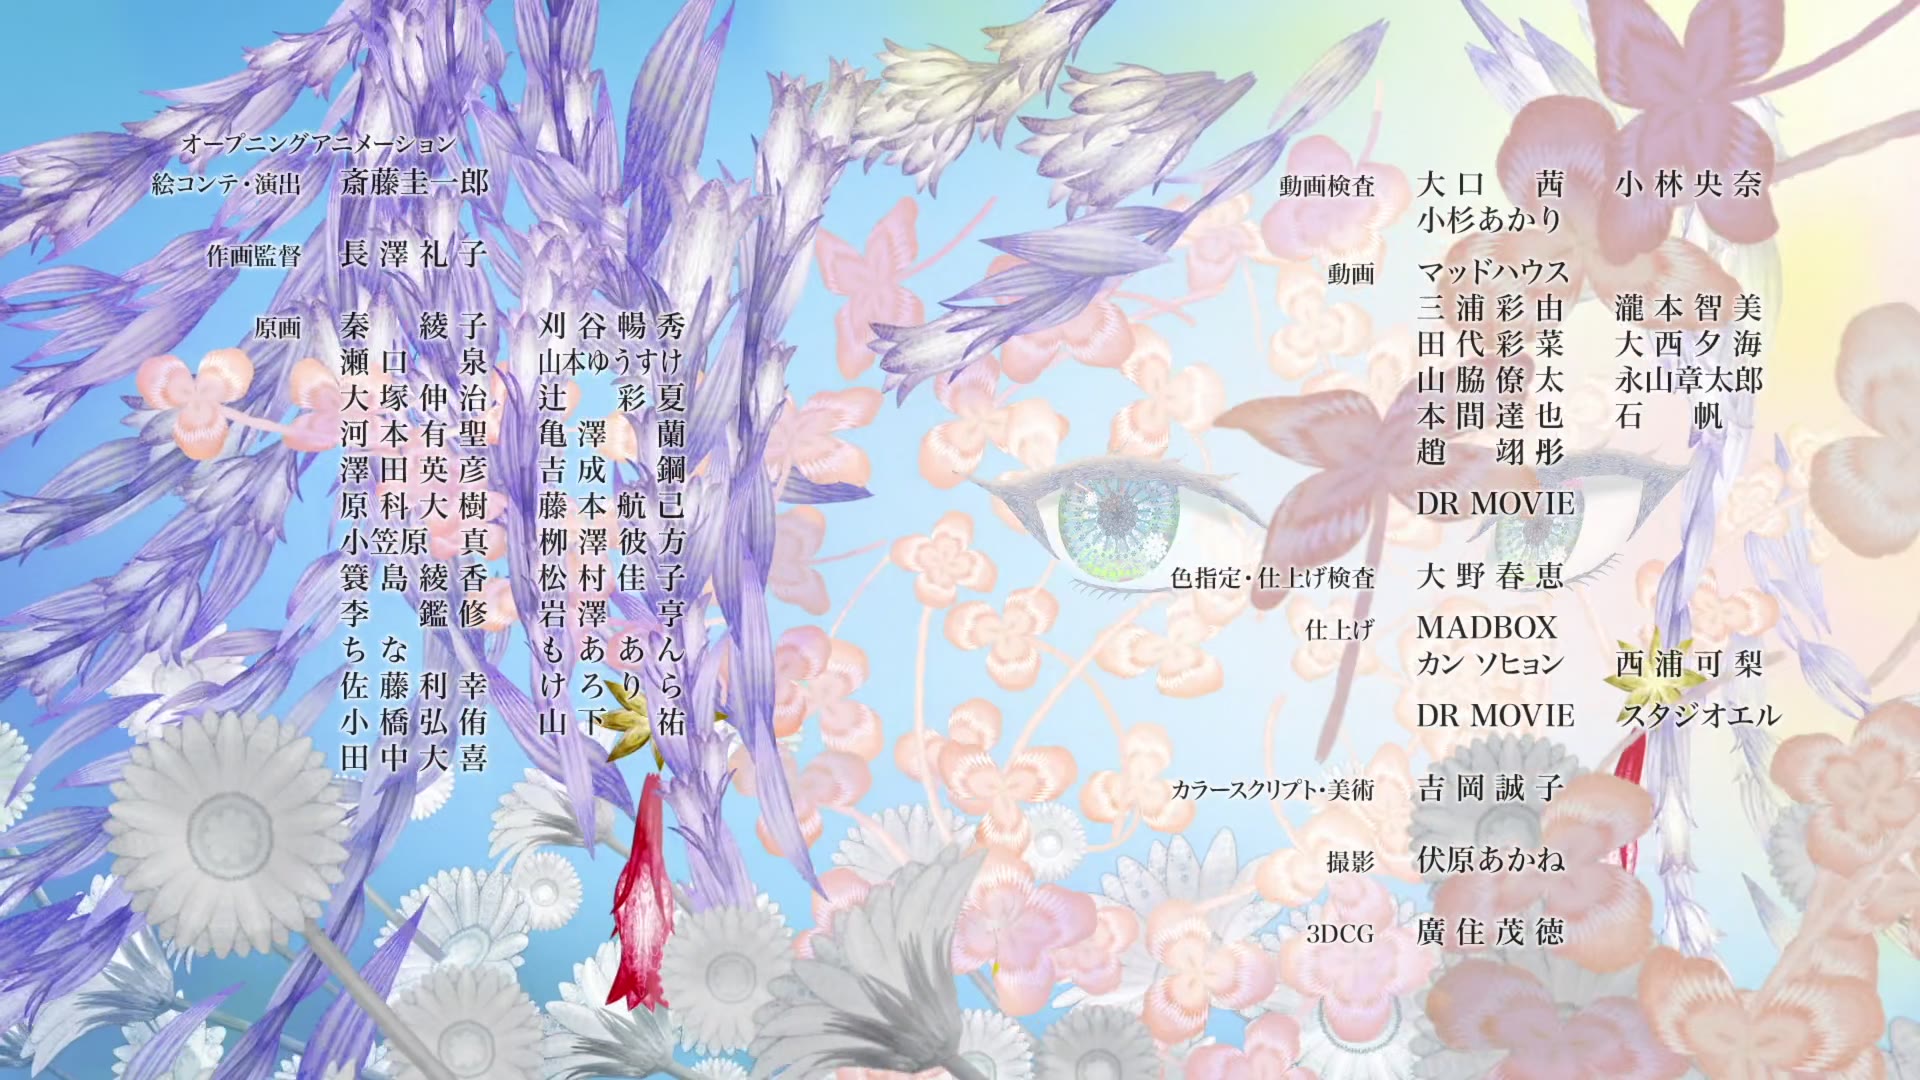 オープニングアニメーション
絵コンテ・演出 斎藤圭一郎
作画監督 長澤礼子
原画 秦 綾子 刈谷暢秀
瀬口 泉 山本ゆうすけ
大塚伸治 辻 彩夏
河本有聖 亀澤 蘭
澤田英彦 吉成 鋼
原科大樹 藤本航己
小笠原 真 栁澤彼方
簑島綾香 松村佳子
李 鑑修 岩澤 亨
ちな もああん
佐藤利幸 けろりら
小橋弘侑 山下 祐
田中大喜
動画検査 大口 茜 小林央奈
小杉あかり
動画 マッドハウス
三浦彩由 瀧本智美
田代彩菜 大西夕海
山脇僚太 永山章太郎
本間達也 石 帆
趙 翊彤
DR MOVIE
色指定・仕上げ検査 大野春恵
仕上げ MADBOX
カン ソヒョン 西浦可梨
DR MOVIE スタジオエル
カラースクリプト・美術 吉岡誠子
撮影 伏原あかね
3DCG 廣住茂徳